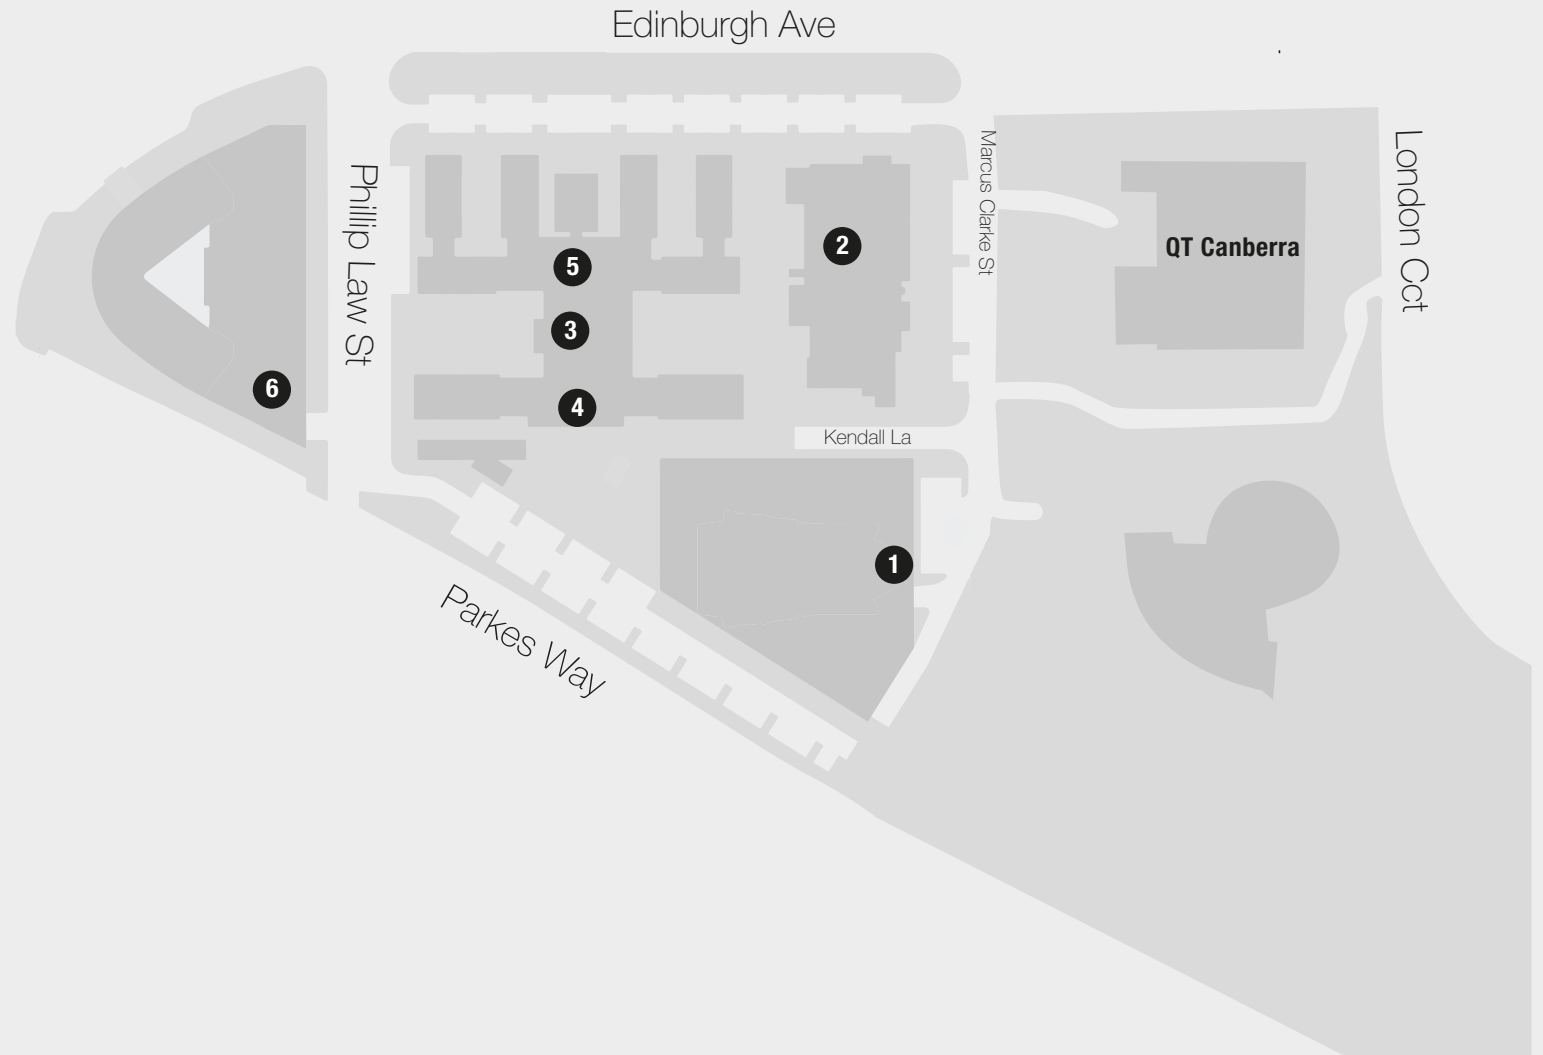 Edinburgh Ave
Phillip Law St
Marcus Clarke St
London Cct
2
QT Canberra
5
3
6
4
Kendall La
1
Parkes Way